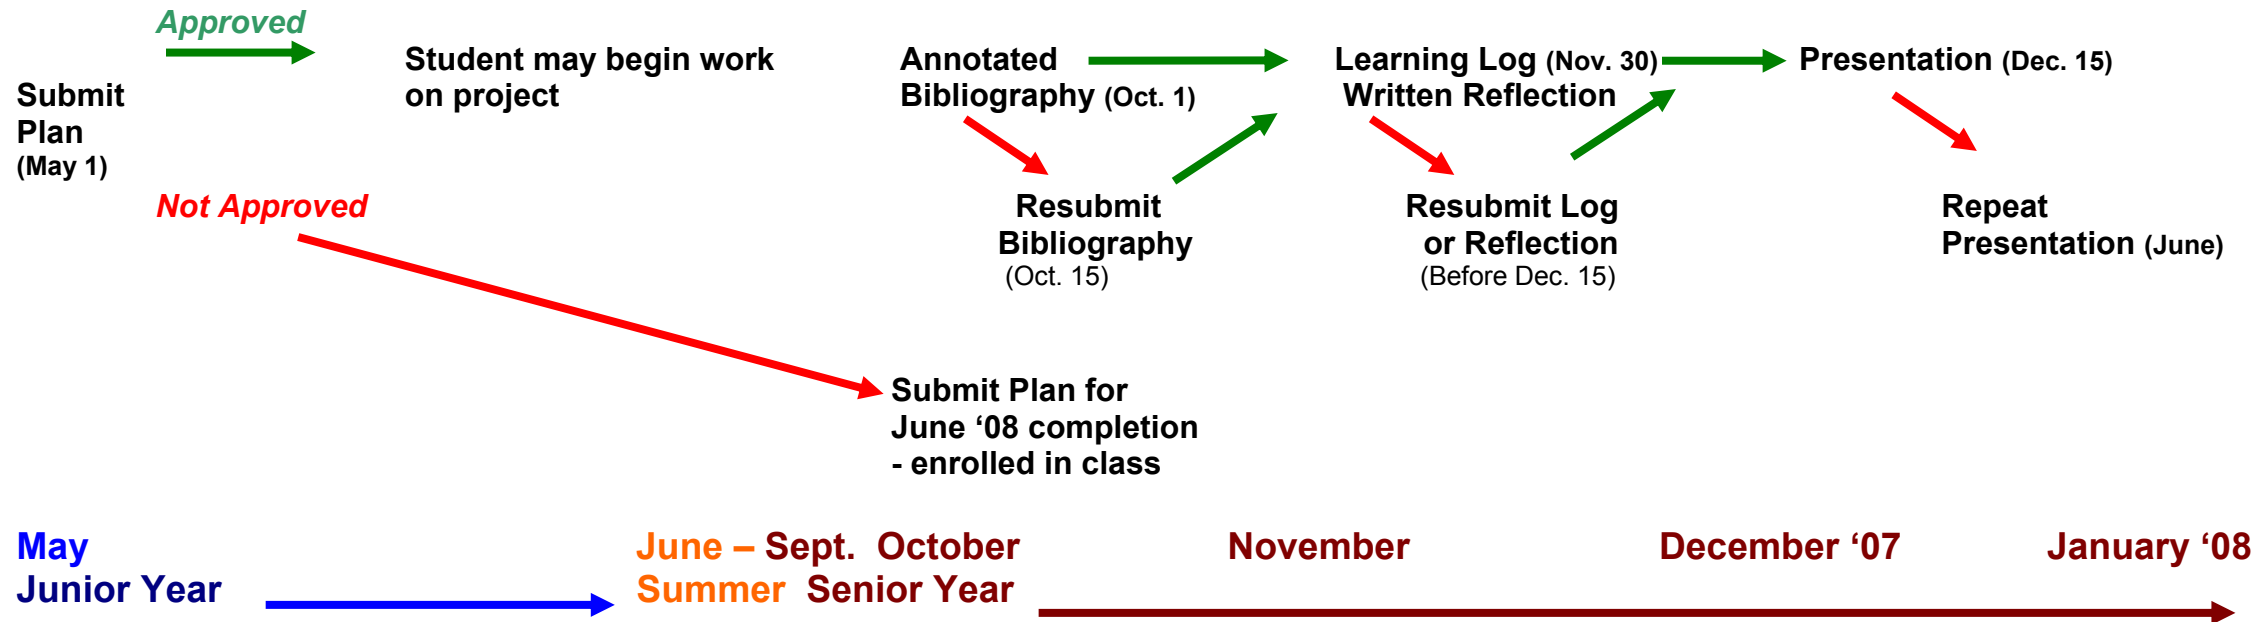 Approved
Submit
Plan
(May 1)
Not Approved
Student may begin work
on project
Annotated
Bibliography (Oct. 1)
Resubmit
Bibliography
(Oct. 15)
Learning Log (Nov. 30)
Written Reflection
Resubmit Log
or Reflection
(Before Dec. 15)
Presentation (Dec. 15)
Repeat
Presentation (June)
Submit Plan for
June ‘08 completion
- enrolled in class
May
Junior Year
June – Sept. October
Summer Senior Year
November
December ‘07
January ‘08